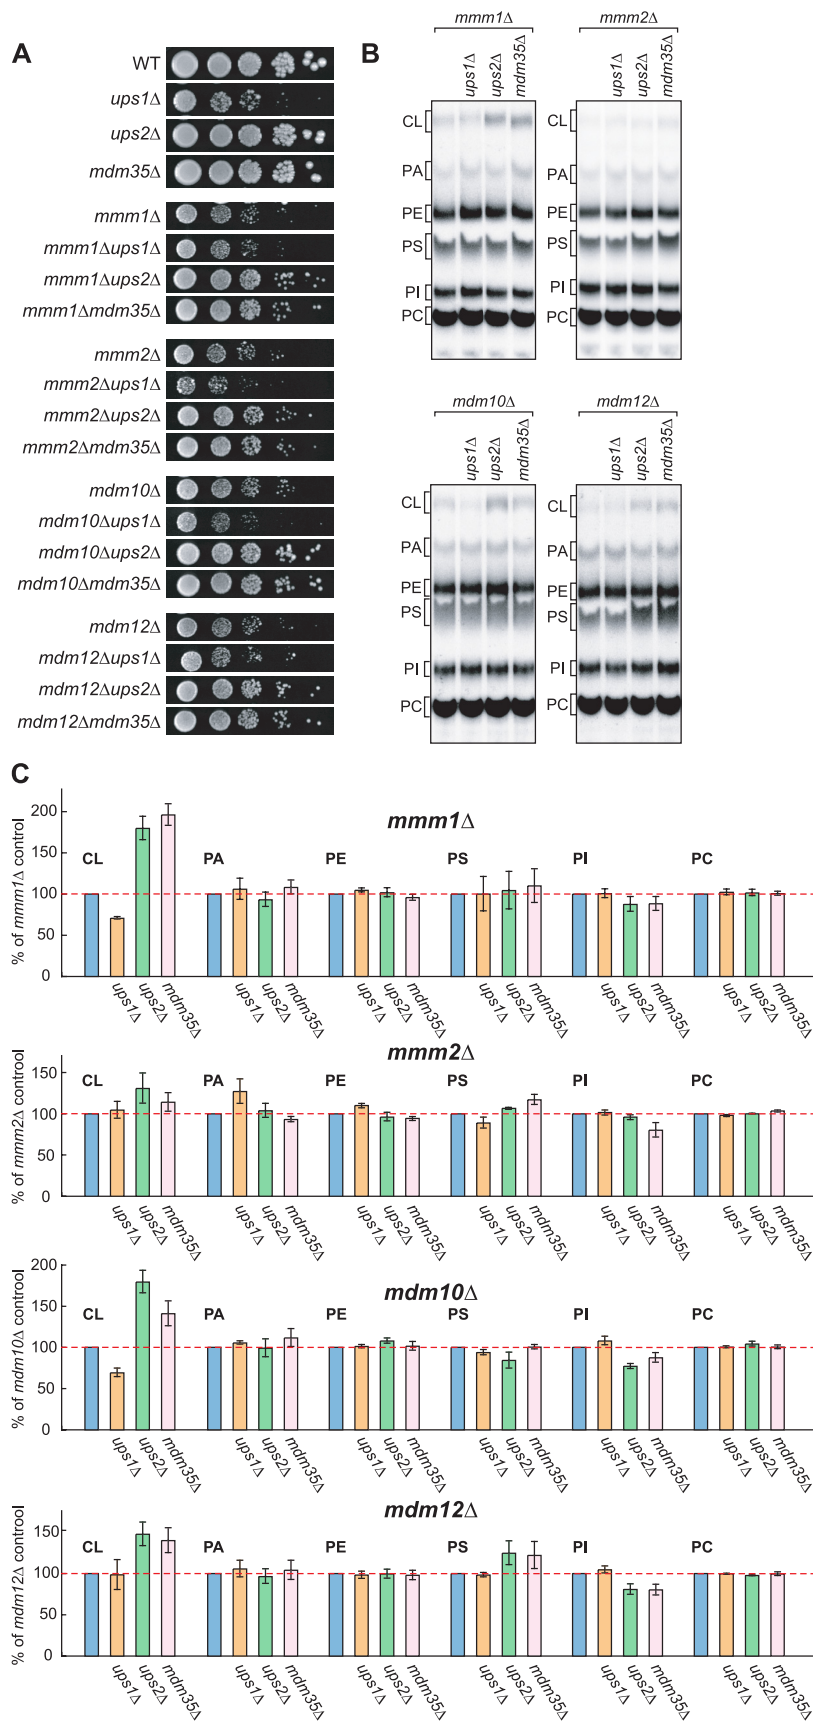 A
WT
ups1Δ
ups2Δ
mdm35Δ
mmm1Δ
mmm1Δups1Δ
mmm1Δups2Δ
mmm1Δmdm35Δ
mmm2Δ
mmm2Δups1Δ
mmm2Δups2Δ
mmm2Δmdm35Δ
mdm10Δ
mdm10Δups1Δ
mdm10Δups2Δ
mdm10Δmdm35Δ
mdm12Δ
mdm12Δups1Δ
mdm12Δups2Δ
mdm12Δmdm35Δ
B
mmm1Δ
ups1Δ
ups2Δ
mdm35Δ
CL
PA
PE
PS
PI
PC
mmm2Δ
ups1Δ
ups2Δ
mdm35Δ
CL
PA
PE
PS
PI
PC
mdm10Δ
ups1Δ
ups2Δ
mdm35Δ
CL
PA
PE
PS
PI
PC
mdm12Δ
ups1Δ
ups2Δ
mdm35Δ
CL
PA
PE
PS
PI
PC
C
mmm1Δ
% of mmm1Δ control
200
150
100
50
0
CL PA PE PS PI PC
ups1Δ ups2Δ mdm35Δ ups1Δ ups2Δ mdm35Δ ups1Δ ups2Δ mdm35Δ ups1Δ ups2Δ mdm35Δ ups1Δ ups2Δ mdm35Δ ups1Δ ups2Δ mdm35Δ
mmm2Δ
% of mmm2Δ controol
150
100
50
0
CL PA PE PS PI PC
ups1Δ ups2Δ mdm35Δ ups1Δ ups2Δ mdm35Δ ups1Δ ups2Δ mdm35Δ ups1Δ ups2Δ mdm35Δ ups1Δ ups2Δ mdm35Δ ups1Δ ups2Δ mdm35Δ
mdm10Δ
% of mdm10Δ controol
200
150
100
50
0
CL PA PE PS PI PC
ups1Δ ups2Δ mdm35Δ ups1Δ ups2Δ mdm35Δ ups1Δ ups2Δ mdm35Δ ups1Δ ups2Δ mdm35Δ ups1Δ ups2Δ mdm35Δ ups1Δ ups2Δ mdm35Δ
mdm12Δ
% of mdm12Δ controol
150
100
50
0
CL PA PE PS PI PC
ups1Δ ups2Δ mdm35Δ ups1Δ ups2Δ mdm35Δ ups1Δ ups2Δ mdm35Δ ups1Δ ups2Δ mdm35Δ ups1Δ ups2Δ mdm35Δ ups1Δ ups2Δ mdm35Δ